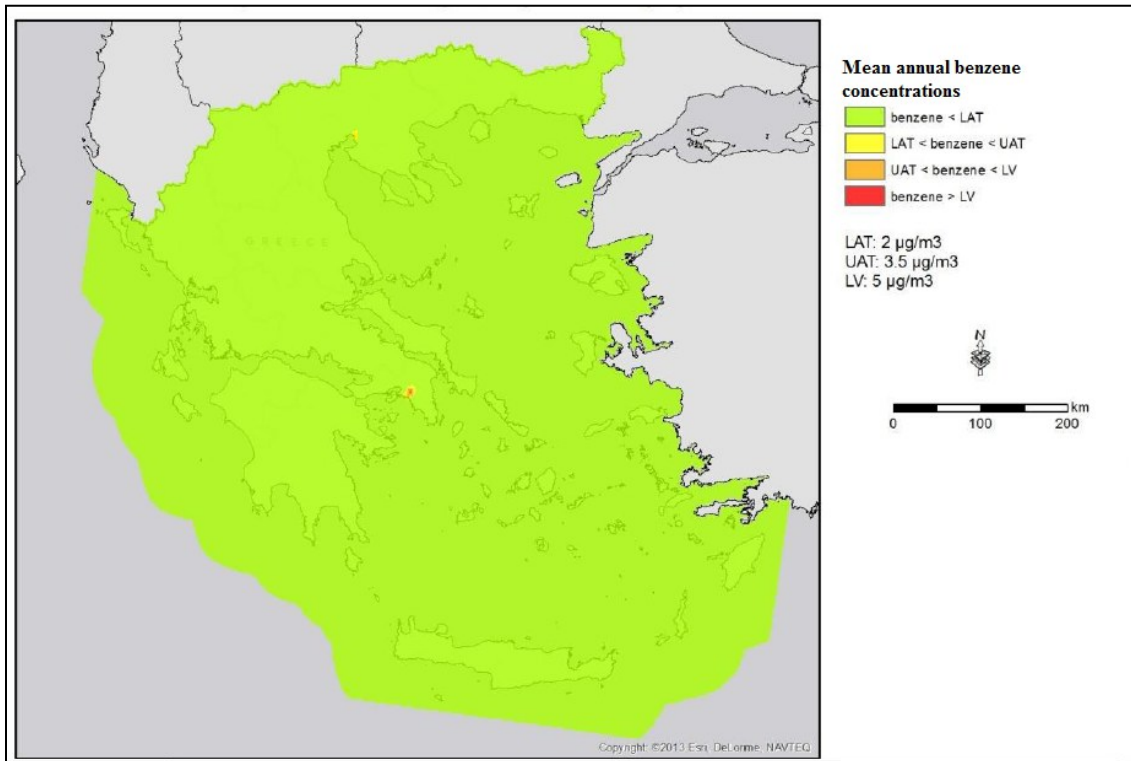 GREECE
Mean annual benzene
concentrations
benzene < LAT
LAT < benzene < UAT
UAT < benzene < LV
benzene > LV
LAT: 2 µg/m3
UAT: 3.5 µg/m3
LV: 5 µg/m3
N
km
0 100 200
Copyright: ©2013 Esri, DeLorme, NAVTEQ